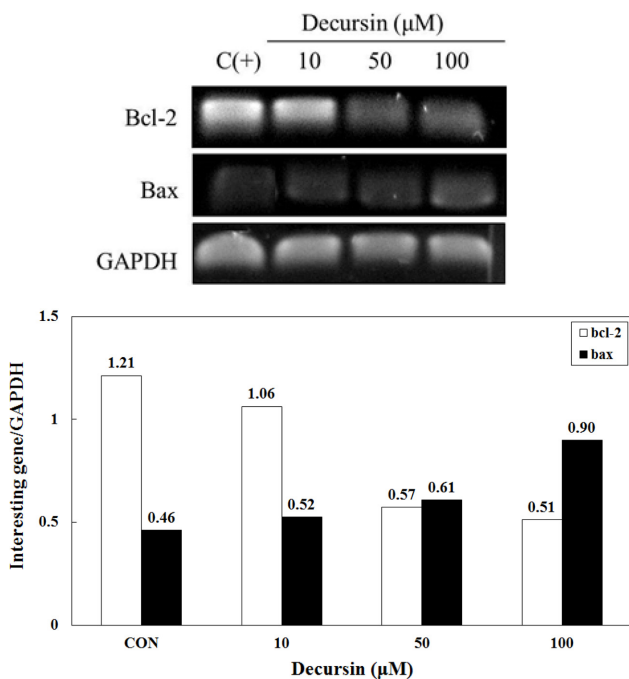 Decursin (μM)
C(+) 10 50 100
Bcl-2
Bax
GAPDH
1.5
bcl-2
bax
1.21
1.06
1
0.90
0.57 0.61
0.46 0.52 0.51
0.5
0
Interesting gene/GAPDH
CON 10 50 100
Decursin (μM)